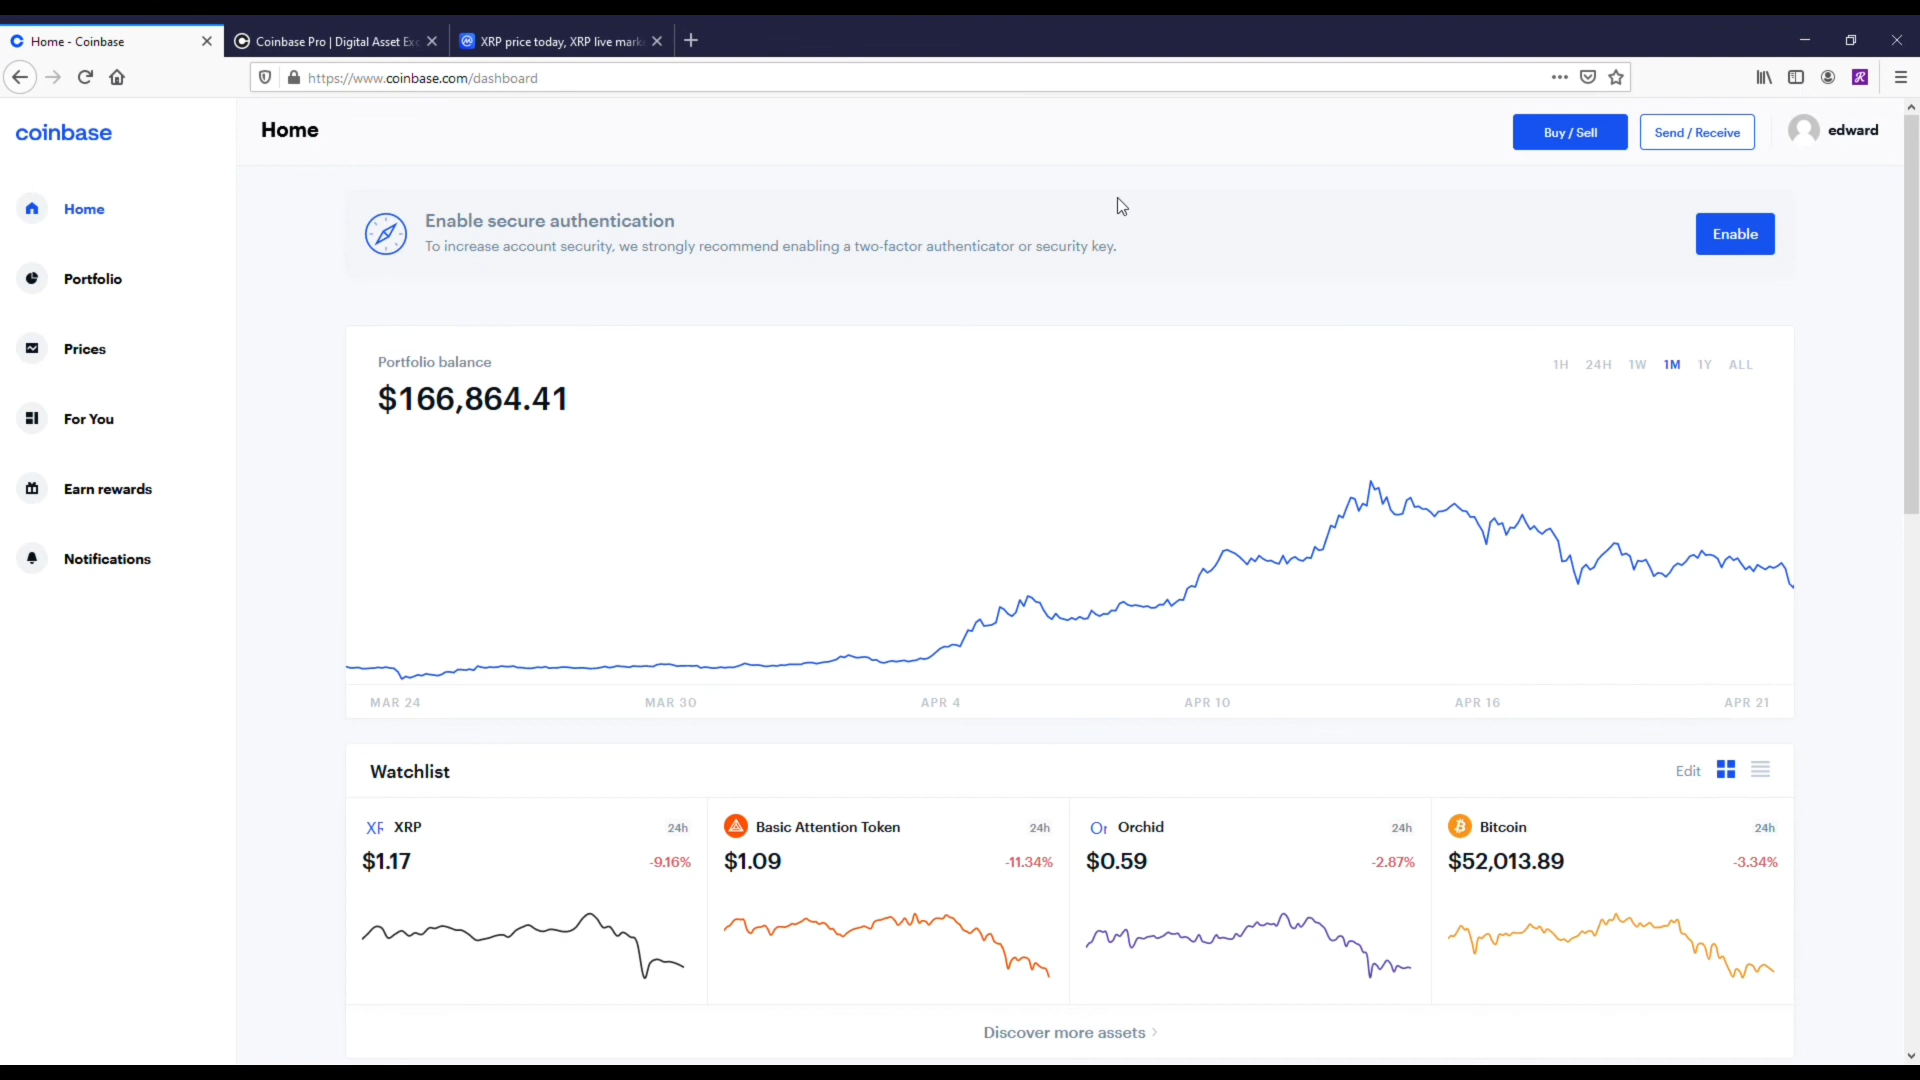 Home - Coinbase
Coinbase Pro | Digital Asset Exc
XRP price today, XRP live mark
https://www.coinbase.com/dashboard
coinbase
Home
Buy / Sell
Send / Receive
edward
Home
Portfolio
Prices
For You
Earn rewards
Notifications
Enable secure authentication
To increase account security, we strongly recommend enabling a two-factor authenticator or security key.
Enable
Portfolio balance
$166,864.41
1H 24H 1W 1M 1Y ALL
MAR 24 MAR 30 APR 4 APR 10 APR 16 APR 21
Watchlist
Edit
XRP 24h
$1.17 -9.16%
Basic Attention Token 24h
$1.09 -11.34%
Orchid 24h
$0.59 -2.87%
Bitcoin 24h
$52,013.89 -3.34%
Discover more assets